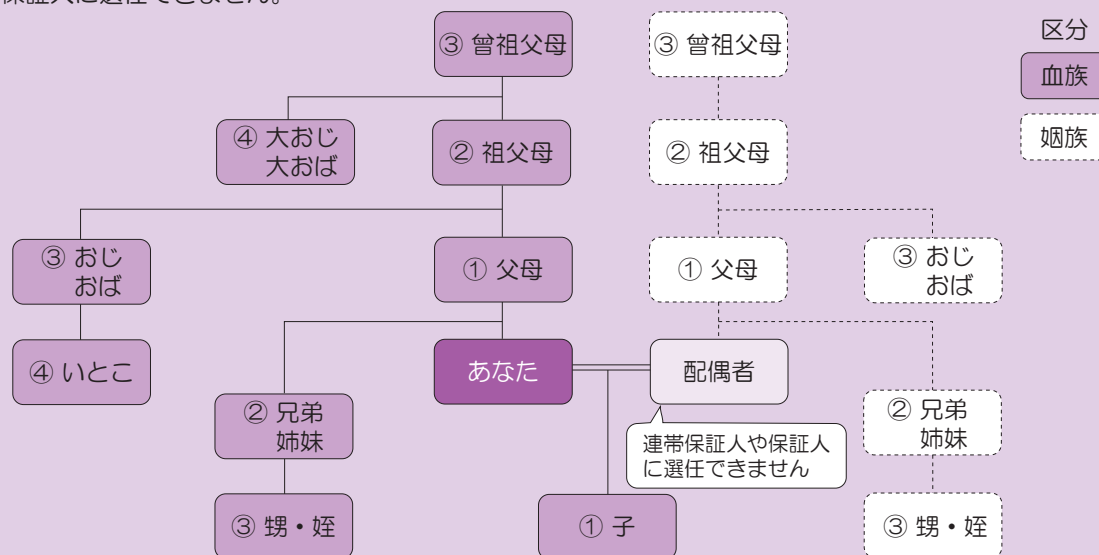 保証人に選任できません。
③ 曾祖父母
③ 曾祖父母
区分
血族
姻族
④ 大おじ
大おば
② 祖父母
② 祖父母
③ おじ
おば
① 父母
① 父母
③ おじ
おば
④ いとこ
あなた
配偶者
② 兄弟
姉妹
連帯保証人や保証人
に選任できません
② 兄弟
姉妹
③ 甥・姪
① 子
③ 甥・姪